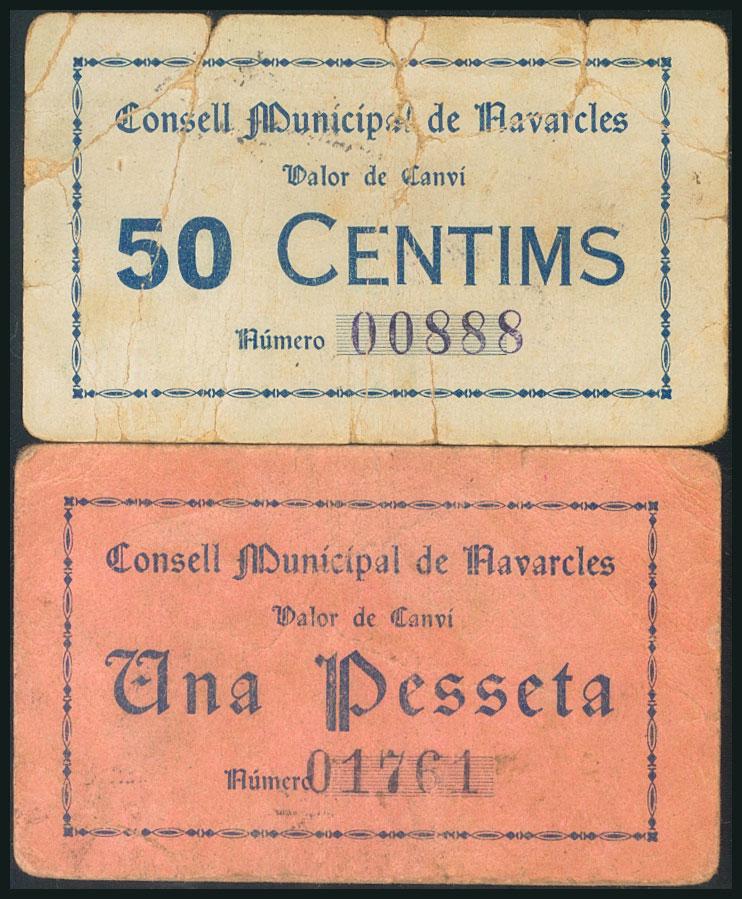 Consell Municipal de Navarcles
Valor de Canvi
50 CENTIMS
Número 00888
Consell Municipal de Navarcles
Valor de Canvi
Una Pesseta
Número 01761